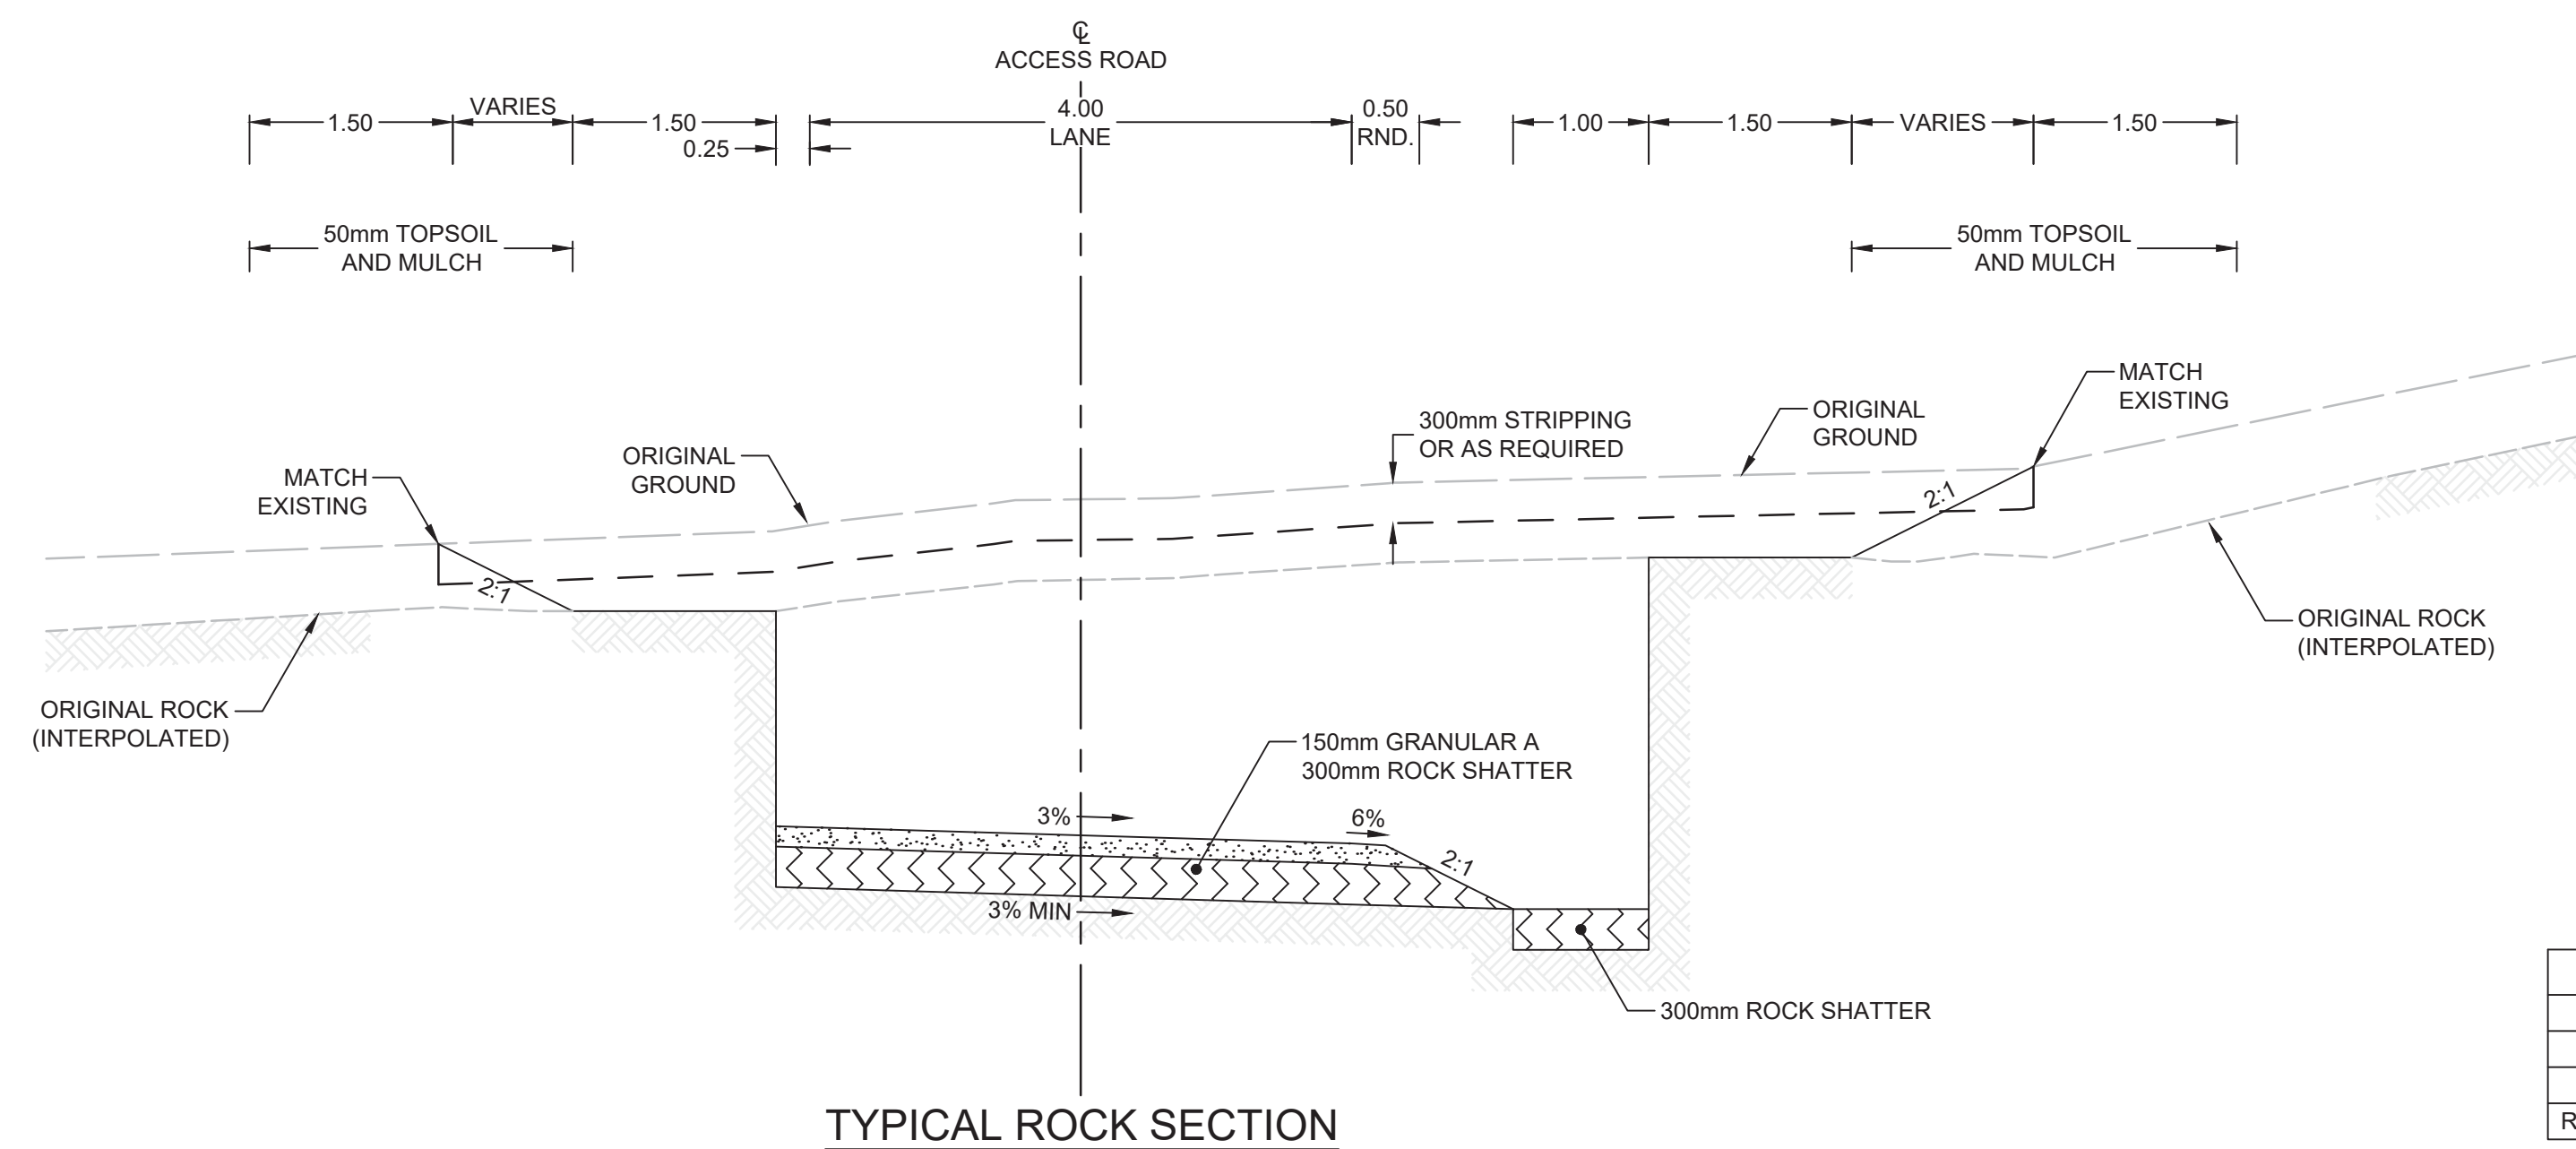 ℄
ACCESS ROAD
1.50
VARIES
1.50
0.25
4.00
LANE
0.50
RND.
1.00
1.50
VARIES
1.50
50mm TOPSOIL
AND MULCH
50mm TOPSOIL
AND MULCH
MATCH
EXISTING
ORIGINAL
GROUND
300mm STRIPPING
OR AS REQUIRED
ORIGINAL
GROUND
MATCH
EXISTING
2:1
2:1
ORIGINAL ROCK
(INTERPOLATED)
ORIGINAL ROCK
(INTERPOLATED)
150mm GRANULAR A
300mm ROCK SHATTER
3%
6%
2:1
3% MIN
300mm ROCK SHATTER
TYPICAL ROCK SECTION
R